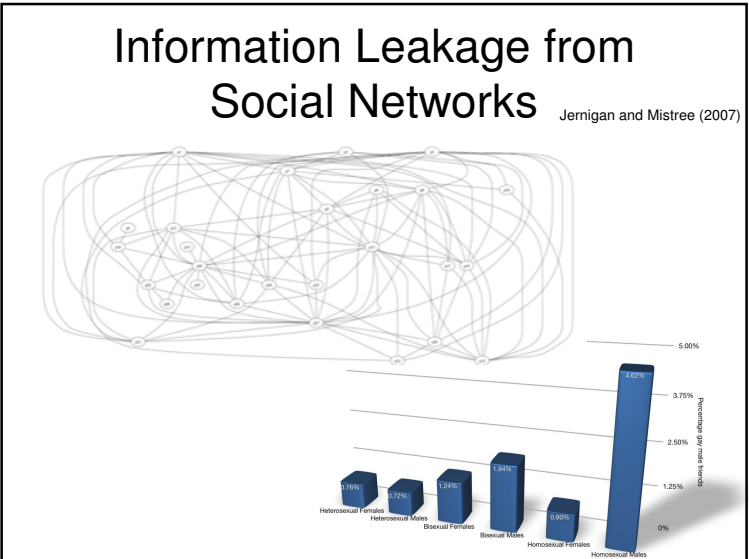 Information Leakage from
Social Networks
Jernigan and Mistree (2007)
5.00%
3.75%
2.50%
1.25%
0%
Percentage gay male friends
0.76%
0.72%
1.24%
1.94%
0.80%
4.62%
Heterosexual Females
Heterosexual Males
Bisexual Females
Bisexual Males
Homosexual Females
Homosexual Males